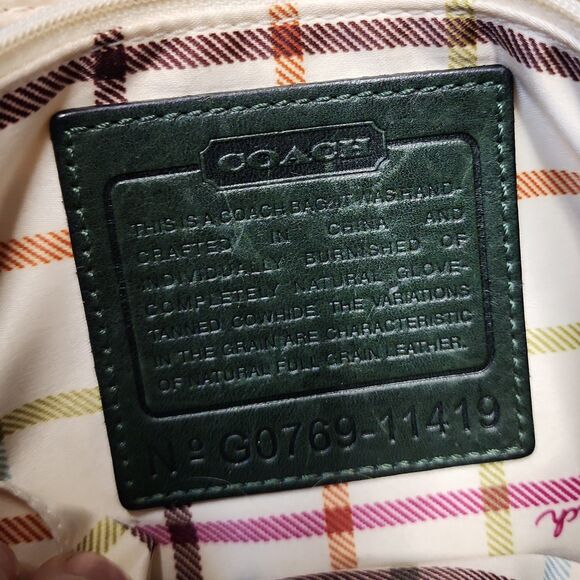 COACH
THIS IS A COACH BAG. IT WAS HAND-
CRAFTED IN CHINA AND
INDIVIDUALLY BURNISHED OF
COMPLETELY NATURAL GLOVE-
TANNED COWHIDE. THE VARIATIONS
IN THE GRAIN ARE CHARACTERISTIC
OF NATURAL FULL GRAIN LEATHER.
Nº G0769-11419
ch